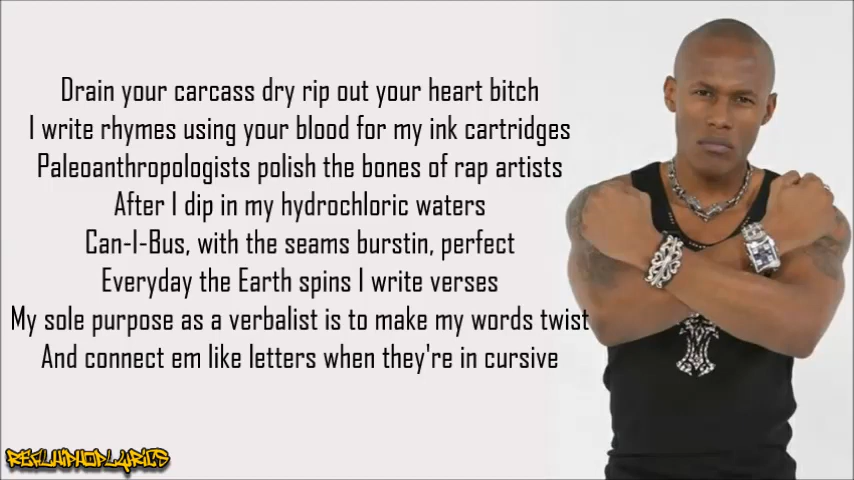 Drain your carcass dry rip out your heart bitch
I write rhymes using your blood for my ink cartridges
Paleoanthropologists polish the bones of rap artists
After I dip in my hydrochloric waters
Can-I-Bus, with the seams burstin, perfect
Everyday the Earth spins I write verses
My sole purpose as a verbalist is to make my words twist
And connect em like letters when they're in cursive
REALHIPHOPLYRICS